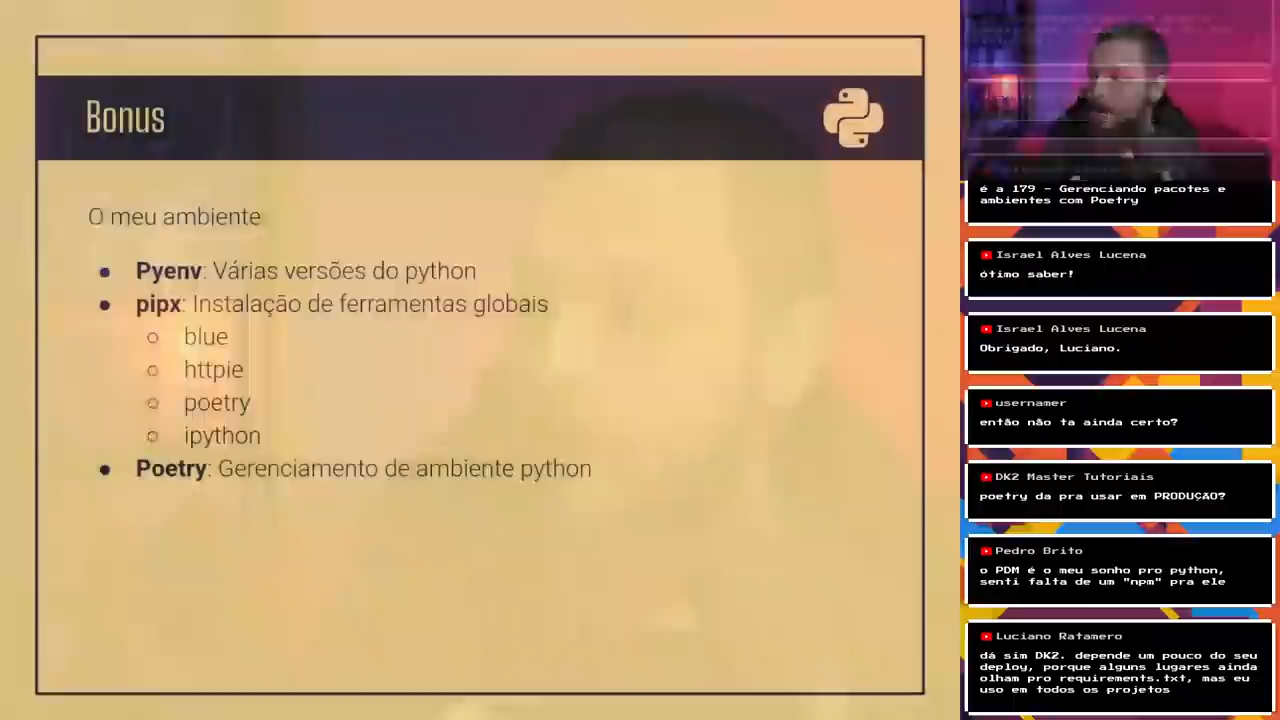 Bonus
O meu ambiente
● Pyenv: Várias versões do python
● pipx: Instalação de ferramentas globais
○ blue
○ httpie
○ poetry
○ ipython
● Poetry: Gerenciamento de ambiente python
é a 179 - Gerenciando pacotes e
ambientes com Poetry
Israel Alves Lucena
ótimo saber!
Israel Alves Lucena
Obrigado, Luciano.
usernamer
então não ta ainda certo?
DK2 Master Tutoriais
poetry da pra usar em PRODUÇÃO?
Pedro Brito
o PDM é o meu sonho pro python,
senti falta de um "npm" pra ele
Luciano Ratamero
dá sim DK2. depende um pouco do seu
deploy, porque alguns lugares ainda
olham pro requirements.txt, mas eu
uso em todos os projetos